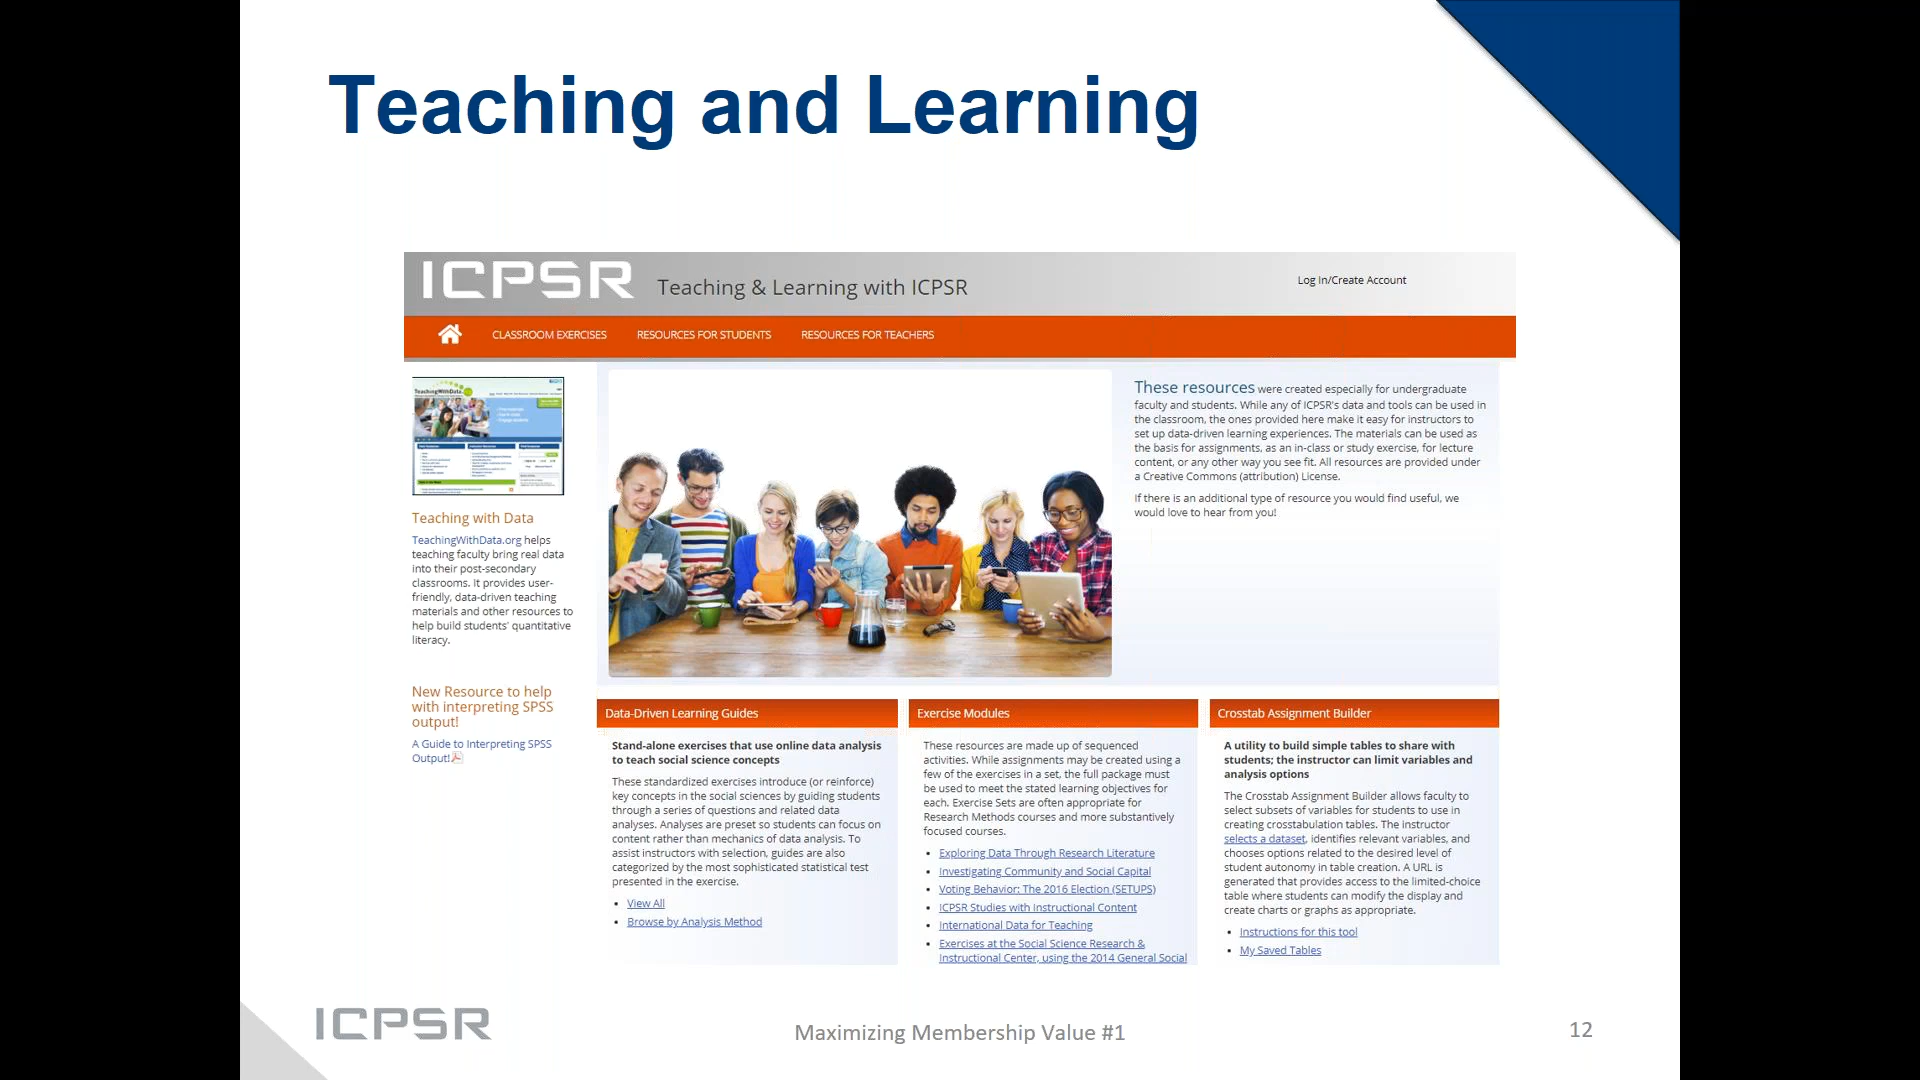 Teaching and Learning
ICPSR
Teaching & Learning with ICPSR
Log In/Create Account
CLASSROOM EXERCISES
RESOURCES FOR STUDENTS
RESOURCES FOR TEACHERS
TeachingWithData
Teaching with Data
TeachingWithData.org helps
teaching faculty bring real data
into their post-secondary
classrooms. It provides user-
friendly, data-driven teaching
materials and other resources to
help build students' quantitative
literacy.
New Resource to help
with interpreting SPSS
output!
A Guide to Interpreting SPSS
Output!
These resources were created especially for undergraduate
faculty and students. While any of ICPSR's data and tools can be used in
the classroom, the ones provided here make it easy for instructors to
set up data-driven learning experiences. The materials can be used as
the basis for assignments, as an in-class or study exercise, for lecture
content, or any other way you see fit. All resources are provided under
a Creative Commons (attribution) License.
If there is an additional type of resource you would find useful, we
would love to hear from you!
Data-Driven Learning Guides
Stand-alone exercises that use online data analysis
to teach social science concepts
These standardized exercises introduce (or reinforce)
key concepts in the social sciences by guiding students
through a series of questions and related data
analyses. Analyses are preset so students can focus on
content rather than mechanics of data analysis. To
assist instructors with selection, guides are also
categorized by the most sophisticated statistical test
presented in the exercise.
• View All
• Browse by Analysis Method
Exercise Modules
These resources are made up of sequenced
activities. While assignments may be created using a
few of the exercises in a set, the full package must
be used to meet the stated learning objectives for
each. Exercise Sets are often appropriate for
Research Methods courses and more substantively
focused courses.
• Exploring Data Through Research Literature
• Investigating Community and Social Capital
• Voting Behavior: The 2016 Election (SETUPS)
• ICPSR Studies with Instructional Content
• International Data for Teaching
• Exercises at the Social Science Research &
Instructional Center, using the 2014 General Social
Crosstab Assignment Builder
A utility to build simple tables to share with
students; the instructor can limit variables and
analysis options
The Crosstab Assignment Builder allows faculty to
select subsets of variables for students to use in
creating crosstabulation tables. The instructor
selects a dataset, identifies relevant variables, and
chooses options related to the desired level of
student autonomy in table creation. A URL is
generated that provides access to the limited-choice
table where students can modify the display and
create charts or graphs as appropriate.
• Instructions for this tool
• My Saved Tables
ICPSR
Maximizing Membership Value #1
12